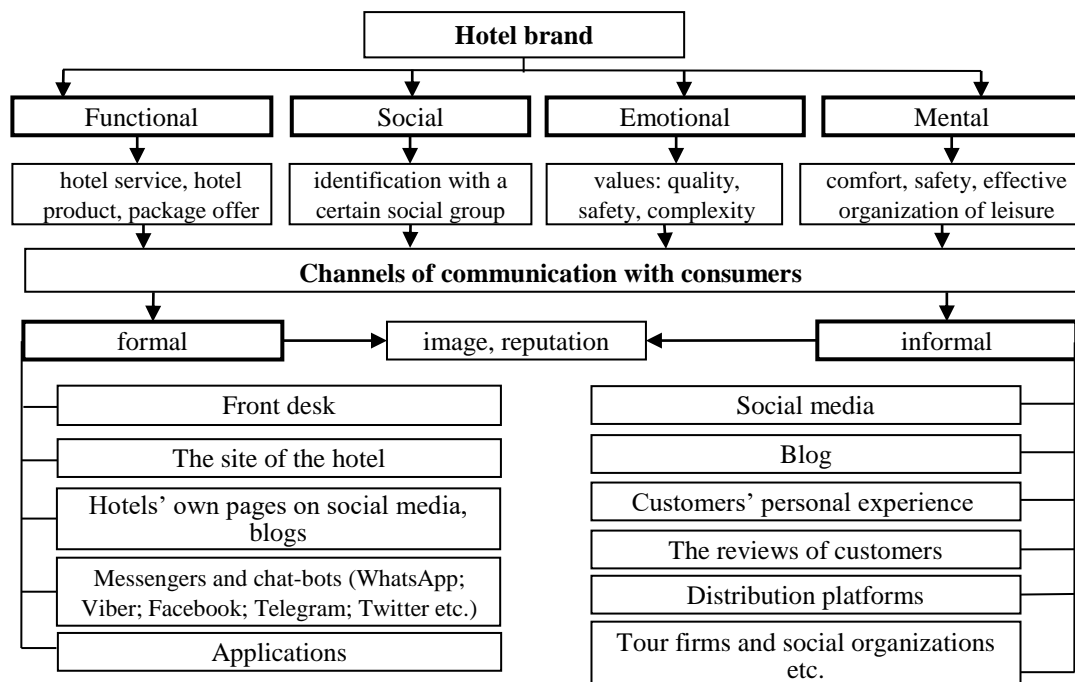 Hotel brand
Functional
Social
Emotional
Mental
hotel service, hotel
product, package offer
identification with a
certain social group
values: quality,
safety, complexity
comfort, safety, effective
organization of leisure
Channels of communication with consumers
formal
image, reputation
informal
Front desk
The site of the hotel
Hotels’ own pages on social media,
blogs
Messengers and chat-bots (WhatsApp;
Viber; Facebook; Telegram; Twitter etc.)
Applications
Social media
Blog
Customers’ personal experience
The reviews of customers
Distribution platforms
Tour firms and social organizations
etc.